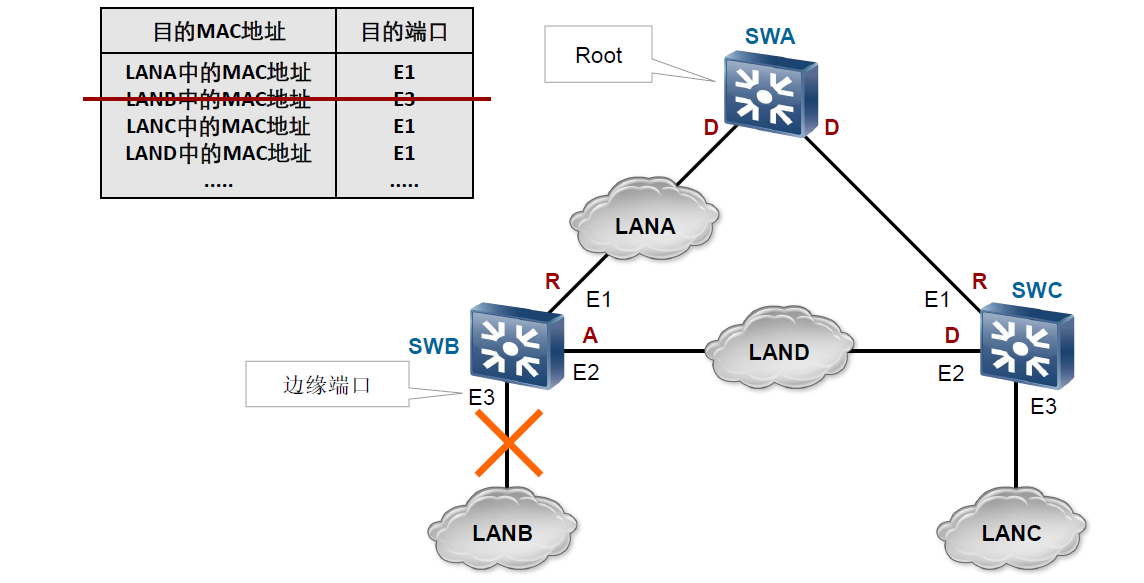 目的MAC地址 目的端口
LANA中的MAC地址 E1
LANB中的MAC地址 E3
LANC中的MAC地址 E1
LAND中的MAC地址 E1
..... .....
Root
SWA
D
D
LANA
R
E1
R
E1
SWC
SWB
A
E2
LAND
D
E2
边缘端口
E3
E3
LANB
LANC